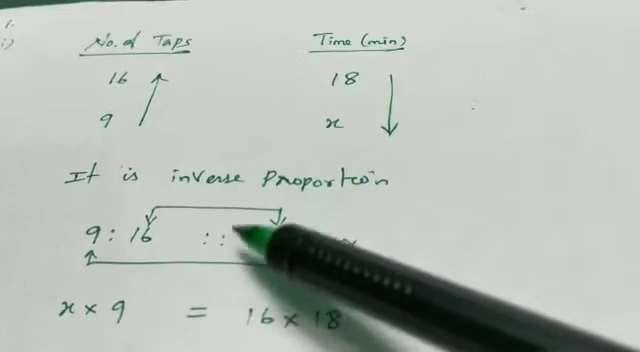 1.
i)
No. of Taps Time (min)
16 18
9 x
It is inverse proportion
9 : 16 : :
x × 9 = 16 × 18